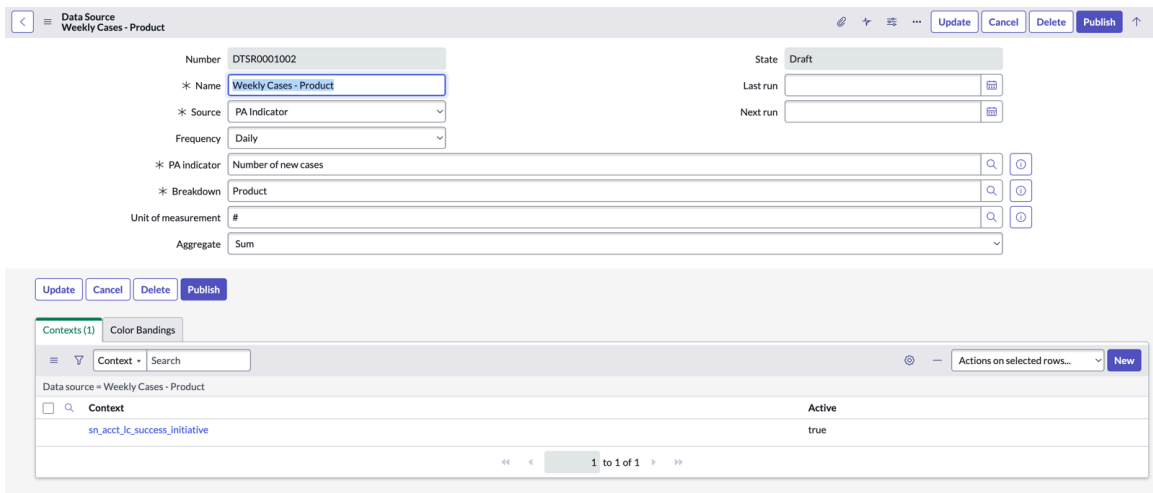 Data Source
Weekly Cases - Product
Update Cancel Delete Publish
Number DTSR0001002 State Draft
Name Weekly Cases - Product Last run
Source PA Indicator Next run
Frequency Daily
PA indicator Number of new cases
Breakdown Product
Unit of measurement #
Aggregate Sum
Update Cancel Delete Publish
Contexts (1) Color Bandings
Context Search Actions on selected rows... New
Data source = Weekly Cases - Product
Context Active
sn_acct_lc_success_initiative true
1 to 1 of 1